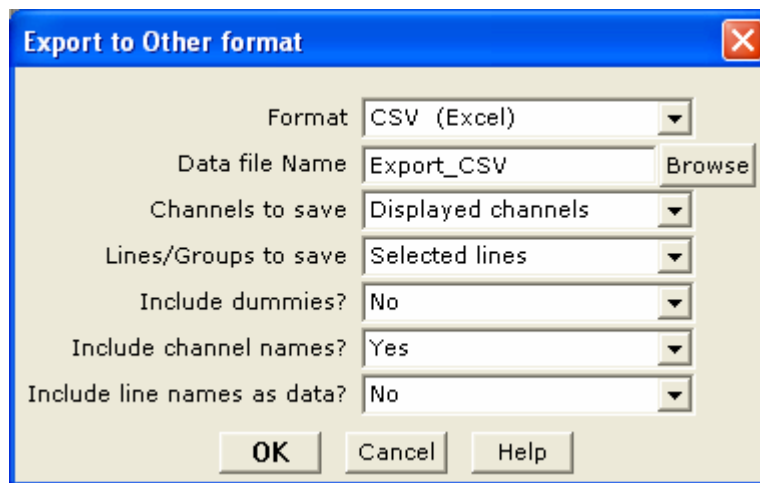 Export to Other format
Format CSV (Excel)
Data file Name Export_CSV Browse
Channels to save Displayed channels
Lines/Groups to save Selected lines
Include dummies? No
Include channel names? Yes
Include line names as data? No
OK Cancel Help